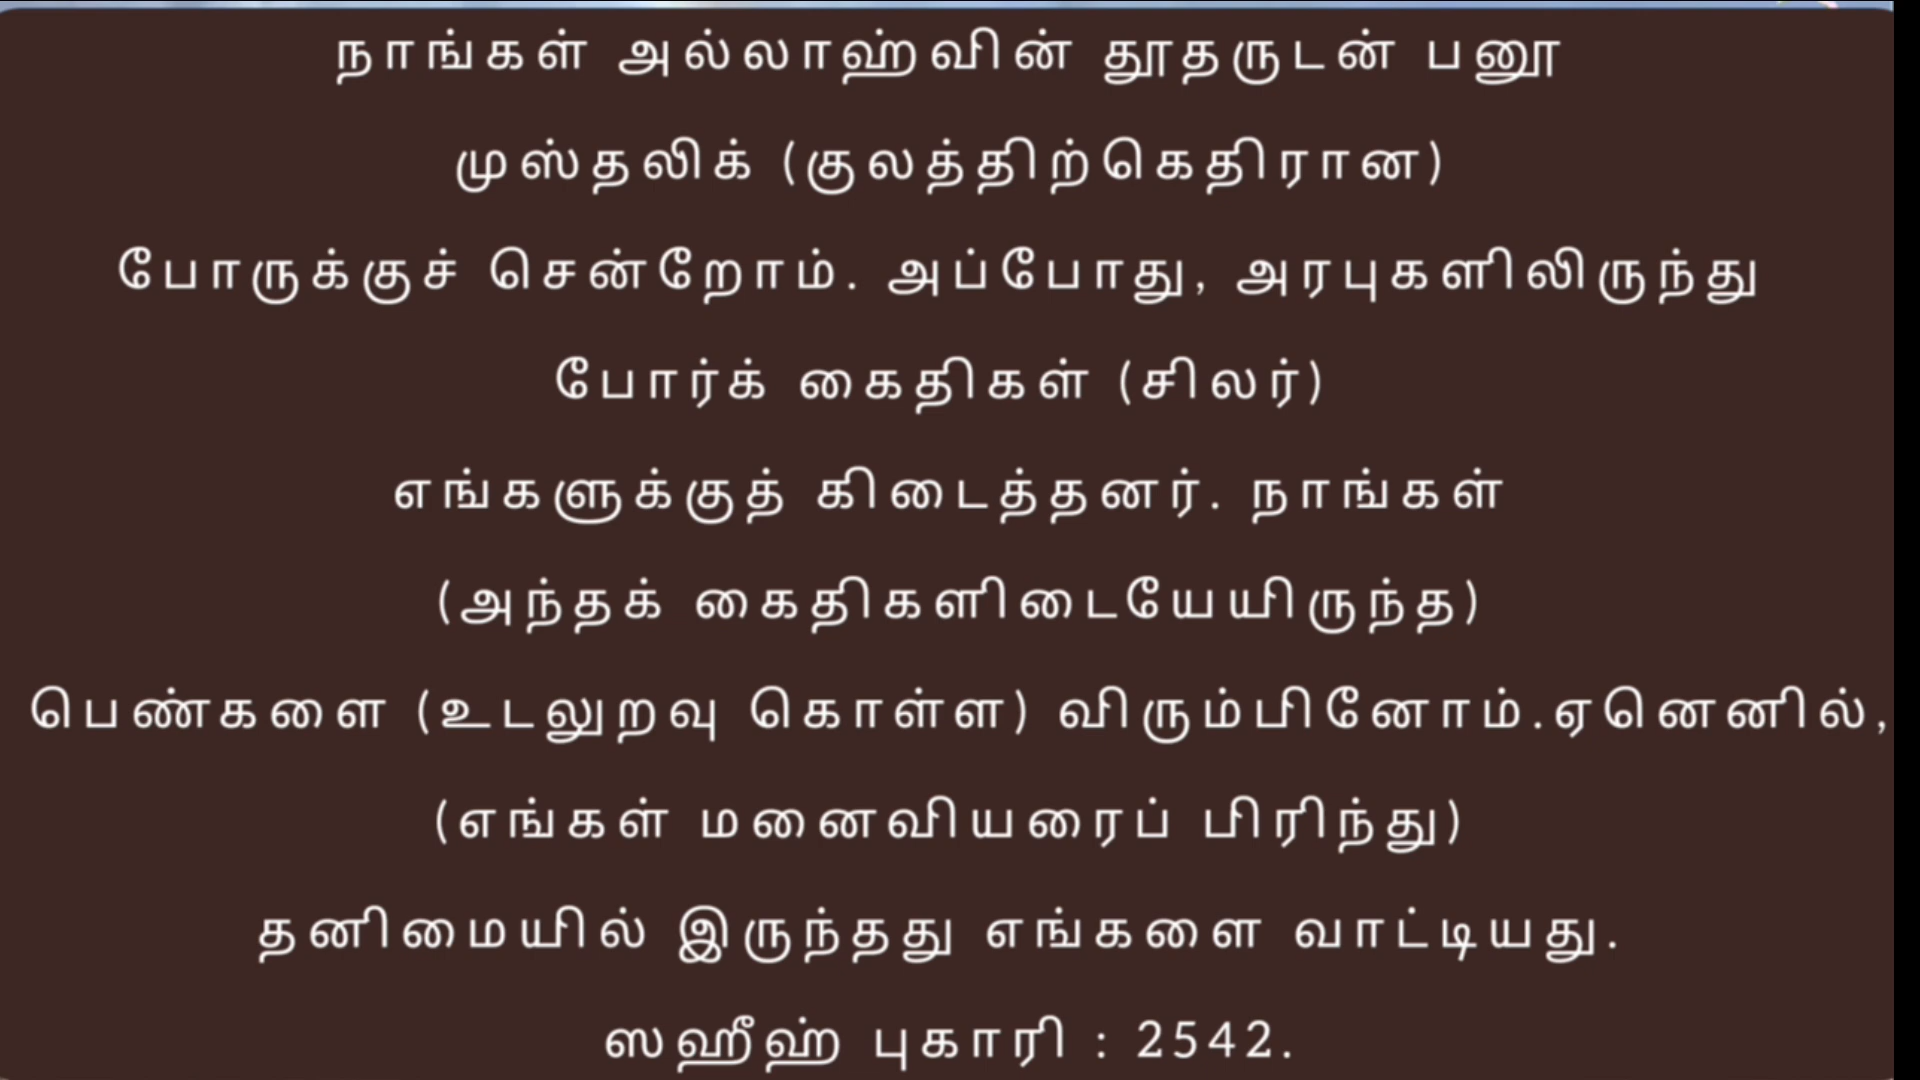 நாங்கள் அல்லாஹ்வின் தூதருடன் பனூ
முஸ்தலிக் (குலத்திற்கெதிரான)
போருக்குச் சென்றோம். அப்போது, அரபுகளிலிருந்து
போர்க் கைதிகள் (சிலர்)
எங்களுக்குத் கிடைத்தனர். நாங்கள்
(அந்தக் கைதிகளிடையேயிருந்த)
பெண்களை (உடலுறவு கொள்ள) விரும்பினோம்.ஏனெனில்,
(எங்கள் மனைவியரைப் பிரிந்து)
தனிமையில் இருந்தது எங்களை வாட்டியது.
ஸஹீஹ் புகாரி : 2542.